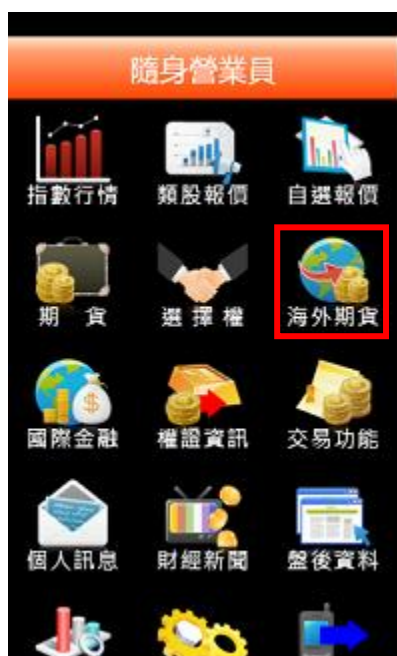 隨身營業員
指數行情 類股報價 自選報價
期 貨 選擇權 海外期貨
國際金融 權證資訊 交易功能
個人訊息 財經新聞 盤後資料